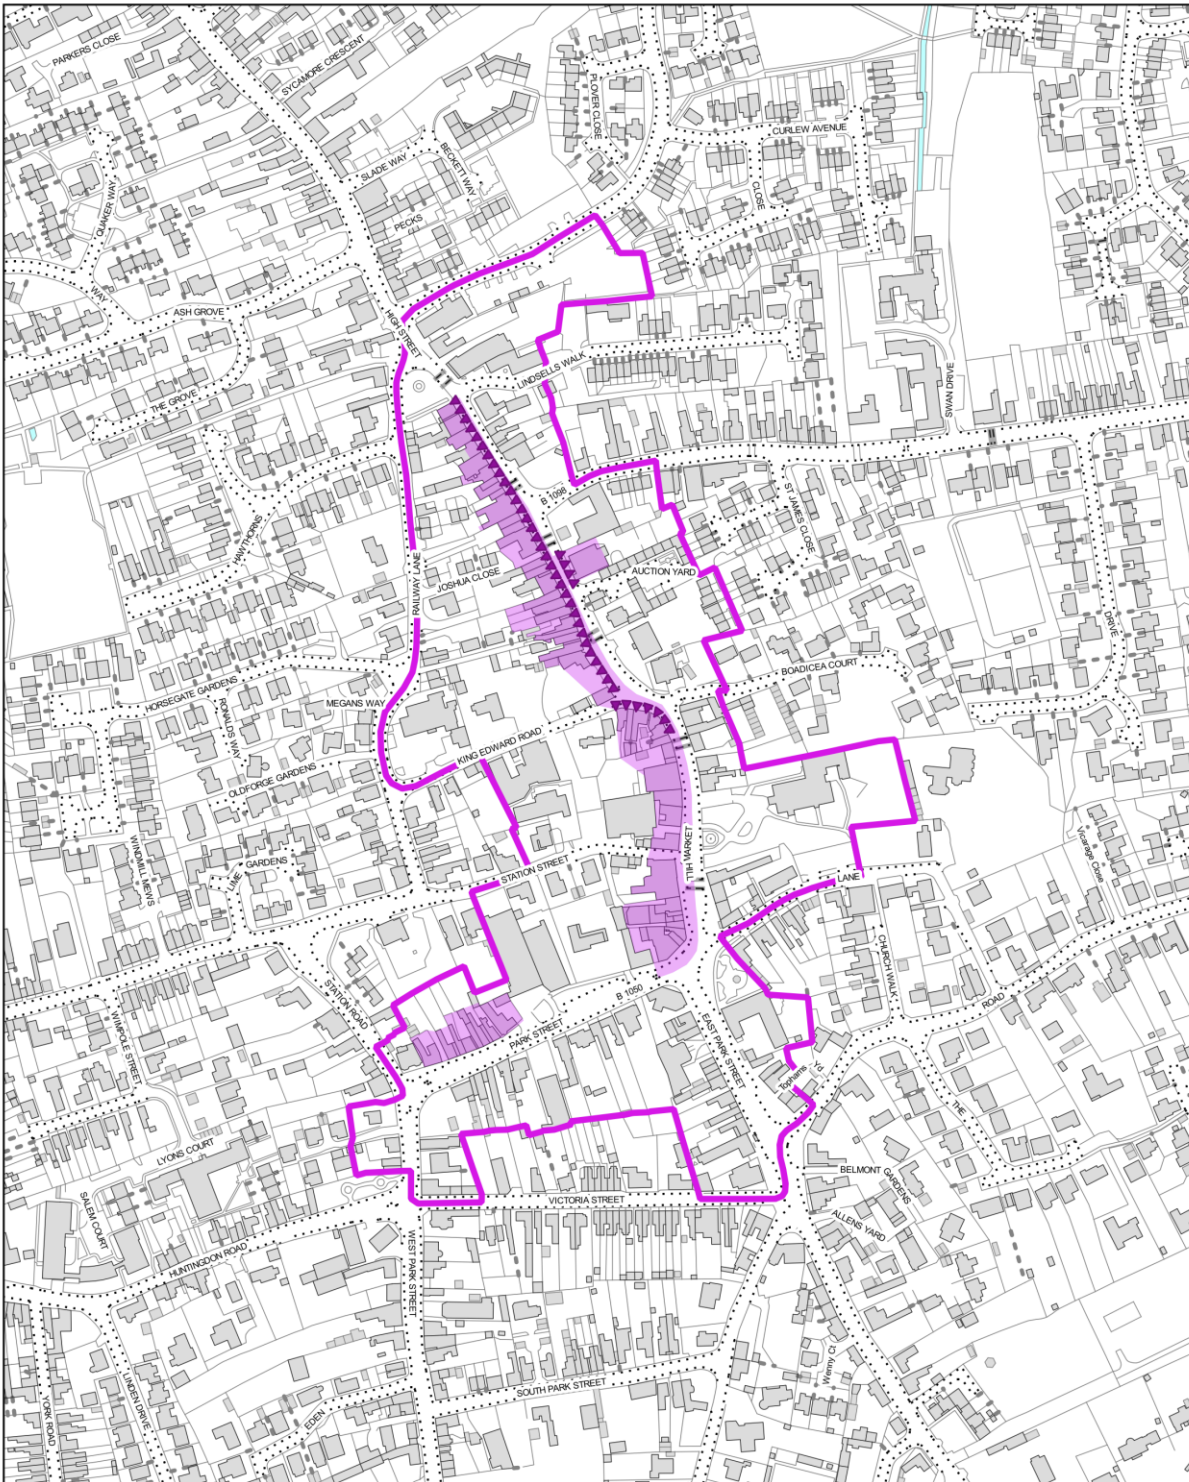 PARKERS CLOSE
SYCAMORE CRESCENT
PLOVER CLOSE
CURLEW AVENUE
SLADE WAY
BECKETT WAY
CLOSE
QUAKER WAY
PECKS
WAY
ASH GROVE
HIGH STREET
LINDSELLS WALK
THE GROVE
SWAN DRIVE
B 1098
ST JAMES CLOSE
HAWTHORNS
RAILWAY LANE
JOSHUA CLOSE
AUCTION YARD
DRIVE
BOADICEA COURT
HORSEGATE GARDENS
MEGANS WAY
RONALDS WAY
KING EDWARD ROAD
OLDFORGE GARDENS
WINDMILL MEWS
LIME GARDENS
STATION STREET
MARKET HILL
Vicarage Close
LANE
CHURCH WALK
STATION ROAD
B 1050
ROAD
WIMPOLE STREET
PARK STREET
EAST PARK STREET
Tophams Yd
THE
LYONS COURT
SALEM COURT
VICTORIA STREET
BELMONT GARDENS
ALLENS YARD
HUNTINGDON ROAD
WEST PARK STREET
Wenny Ct
SOUTH PARK STREET
YORK ROAD
LINDEN DRIVE
EDEN